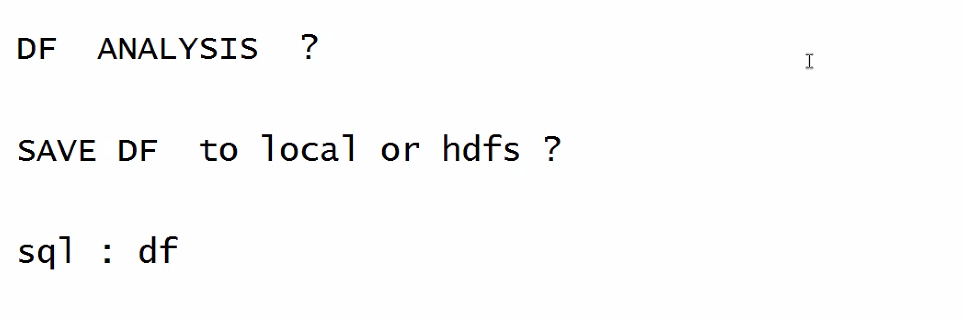 DF ANALYSIS ?
SAVE DF to local or hdfs ?
sql : df